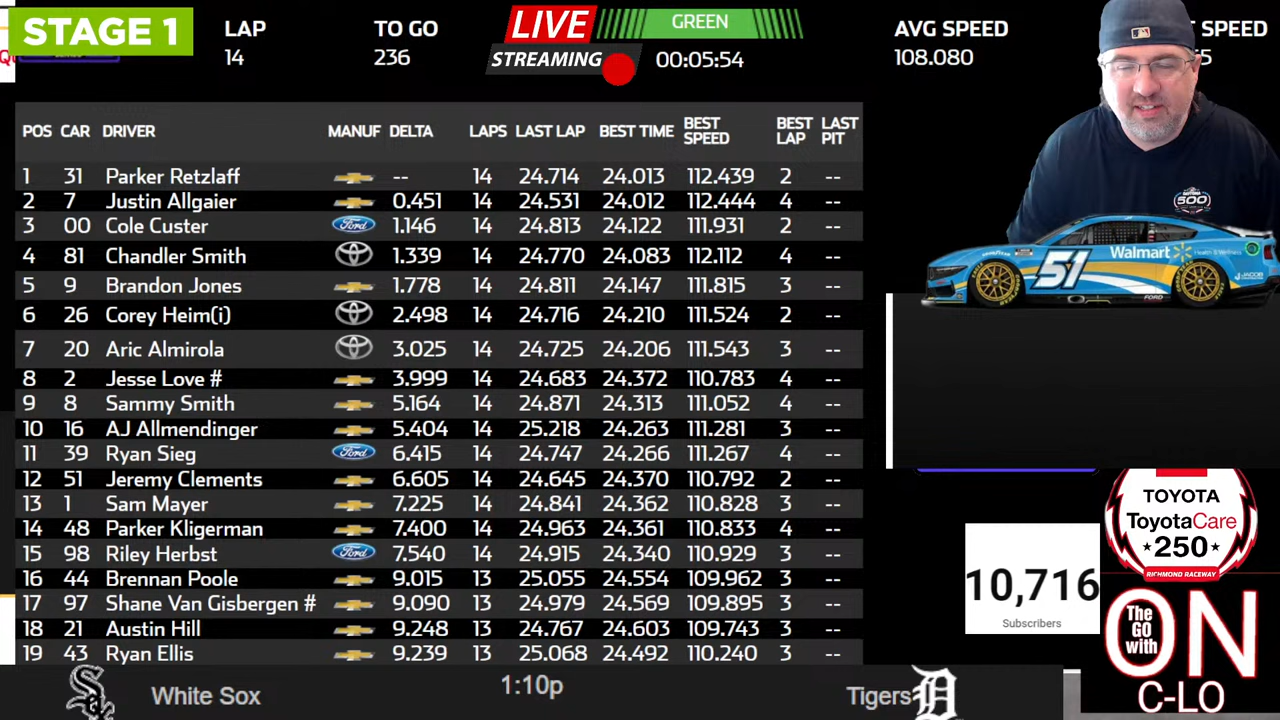 STAGE 1
LAP
14
TO GO
236
LIVE
STREAMING
GREEN
00:05:54
AVG SPEED
108.080
SPEED
POS CAR DRIVER MANUF DELTA LAPS LAST LAP BEST TIME BEST SPEED BEST LAP LAST PIT
1 31 Parker Retzlaff -- 14 24.714 24.013 112.439 2
2 7 Justin Allgaier 0.451 14 24.531 24.012 112.444 4 --
3 00 Cole Custer Ford 1.146 14 24.813 24.122 111.931 2 --
4 81 Chandler Smith 1.339 14 24.770 24.083 112.112 4 --
5 9 Brandon Jones 1.778 14 24.811 24.147 111.815 3 --
6 26 Corey Heim(i) 2.498 14 24.716 24.210 111.524 2 --
7 20 Aric Almirola 3.025 14 24.725 24.206 111.543 3 --
8 2 Jesse Love # 3.999 14 24.683 24.372 110.783 4 --
9 8 Sammy Smith 5.164 14 24.871 24.313 111.052 4 --
10 16 AJ Allmendinger 5.404 14 25.218 24.263 111.281 3 --
11 39 Ryan Sieg Ford 6.415 14 24.747 24.266 111.267 4 --
12 51 Jeremy Clements 6.605 14 24.645 24.370 110.792 2 --
13 1 Sam Mayer 7.225 14 24.841 24.362 110.828 3 --
14 48 Parker Kligerman 7.400 14 24.963 24.361 110.833 4 --
15 98 Riley Herbst Ford 7.540 14 24.915 24.340 110.929 3 --
16 44 Brennan Poole 9.015 13 25.055 24.554 109.962 3 --
17 97 Shane Van Gisbergen # 9.090 13 24.979 24.569 109.895 3 --
18 21 Austin Hill 9.248 13 24.767 24.603 109.743 3 --
19 43 Ryan Ellis 9.239 13 25.068 24.492 110.240 3 --
500
51
Walmart
Health & Wellness
JACOB
FORD
TOYOTA
ToyotaCare
250
RICHMOND RACEWAY
10,716
Subscribers
The GO with
ON
C-LO
Sox
White Sox
1:10p
Tigers
D